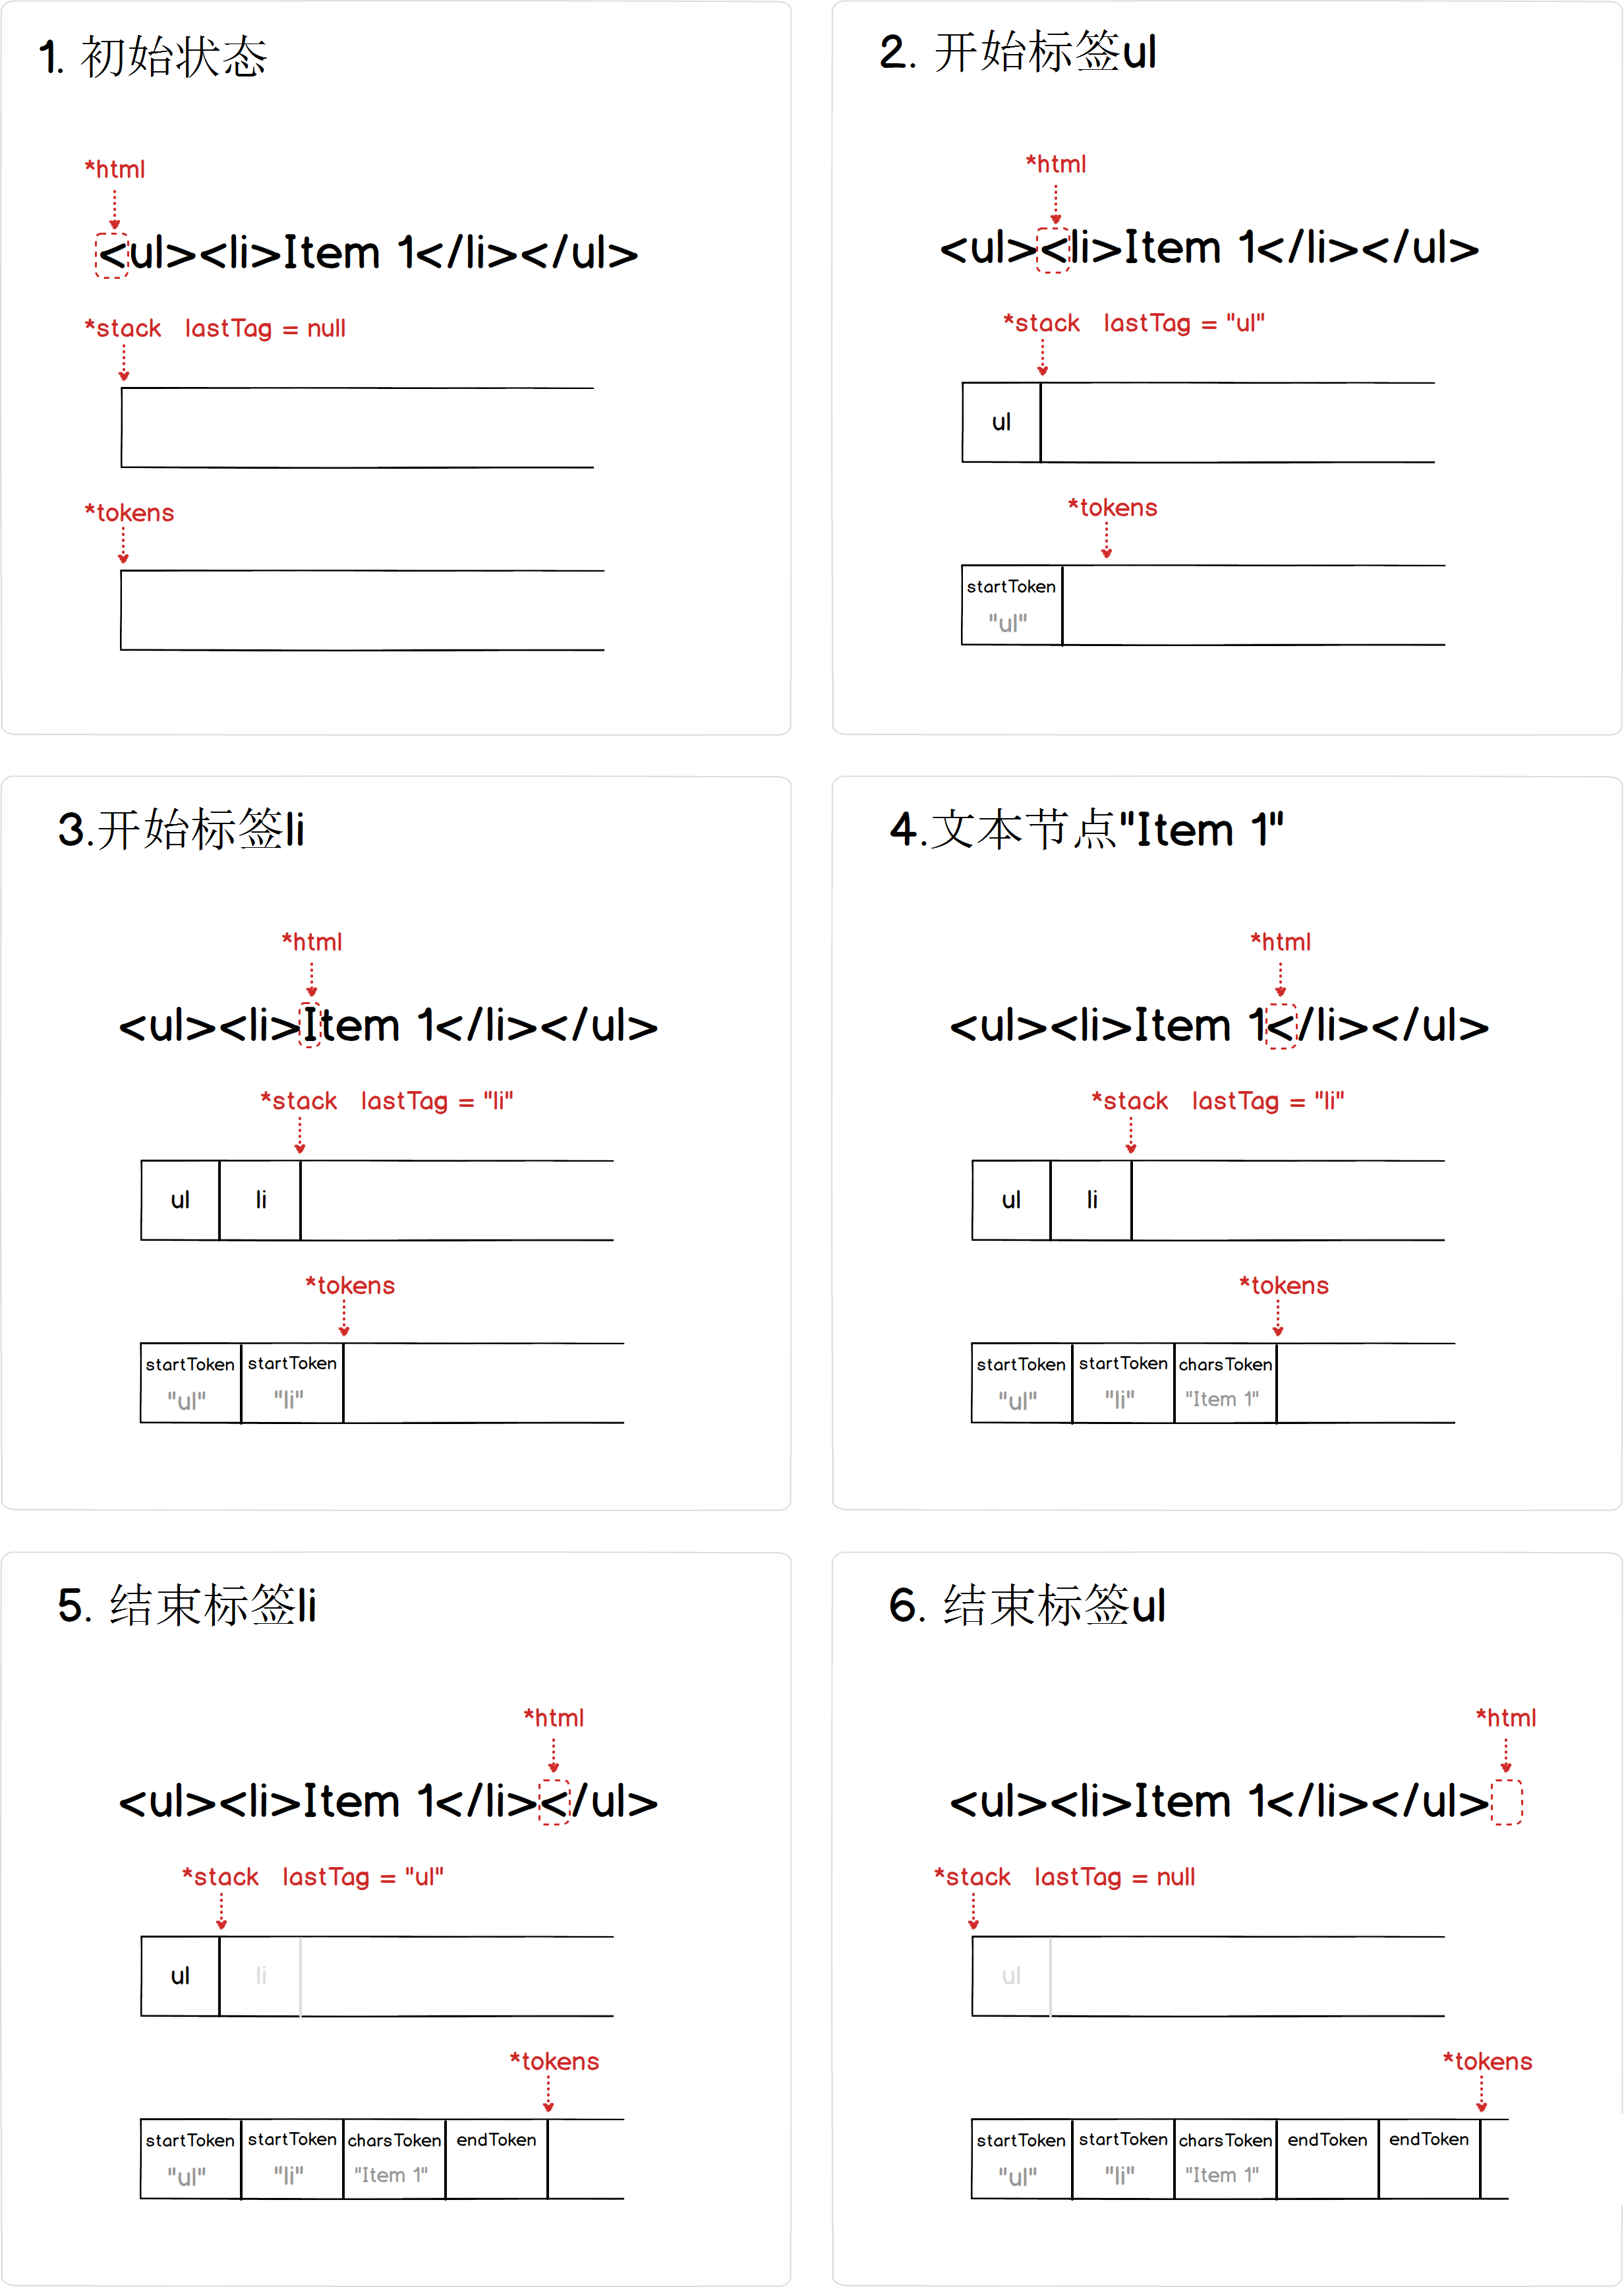 1. 初始状态
*html
<ul><li>Item 1</li></ul>
*stack lastTag = null
*tokens
2. 开始标签ul
*html
<ul><li>Item 1</li></ul>
*stack lastTag = "ul"
ul
*tokens
startToken
"ul"
3.开始标签li
*html
<ul><li>Item 1</li></ul>
*stack lastTag = "li"
ul li
*tokens
startToken startToken
"ul" "li"
4.文本节点"Item 1"
*html
<ul><li>Item 1</li></ul>
*stack lastTag = "li"
ul li
*tokens
startToken startToken charsToken
"ul" "li" "Item 1"
5. 结束标签li
*html
<ul><li>Item 1</li></ul>
*stack lastTag = "ul"
ul li
*tokens
startToken startToken charsToken endToken
"ul" "li" "Item 1"
6. 结束标签ul
*html
<ul><li>Item 1</li></ul>
*stack lastTag = null
ul
*tokens
startToken startToken charsToken endToken endToken
"ul" "li" "Item 1"